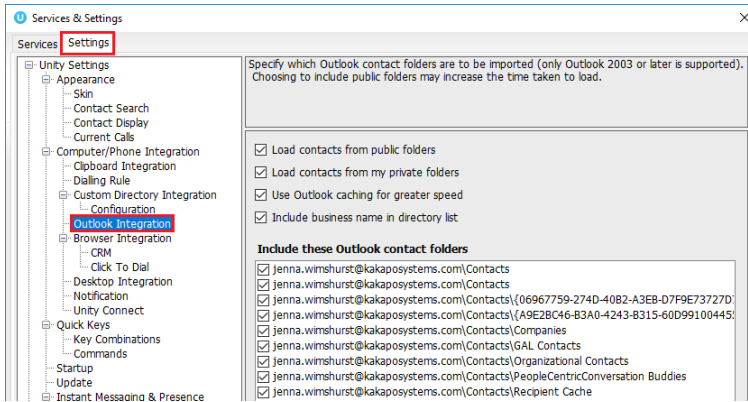 Services & Settings
Services Settings
Unity Settings
Appearance
Skin
Contact Search
Contact Display
Current Calls
Computer/Phone Integration
Clipboard Integration
Dialling Rule
Custom Directory Integration
Configuration
Outlook Integration
Browser Integration
CRM
Click To Dial
Desktop Integration
Notification
Unity Connect
Quick Keys
Key Combinations
Commands
Startup
Update
Instant Messaging & Presence
Specify which Outlook contact folders are to be imported (only Outlook 2003 or later is supported).
Choosing to include public folders may increase the time taken to load.
Load contacts from public folders
Load contacts from my private folders
Use Outlook caching for greater speed
Include business name in directory list
Include these Outlook contact folders
jenna.wimshurst@kakaposystems.com\Contacts
jenna.wimshurst@kakaposystems.com\Contacts
jenna.wimshurst@kakaposystems.com\Contacts\{06967759-274D-40B2-A3EB-D7F9E73727D
jenna.wimshurst@kakaposystems.com\Contacts\{A9E2BC46-B3A0-4243-B315-60D991004455
jenna.wimshurst@kakaposystems.com\Contacts\Companies
jenna.wimshurst@kakaposystems.com\Contacts\GAL Contacts
jenna.wimshurst@kakaposystems.com\Contacts\Organizational Contacts
jenna.wimshurst@kakaposystems.com\Contacts\PeopleCentricConversation Buddies
jenna.wimshurst@kakaposystems.com\Contacts\Recipient Cache